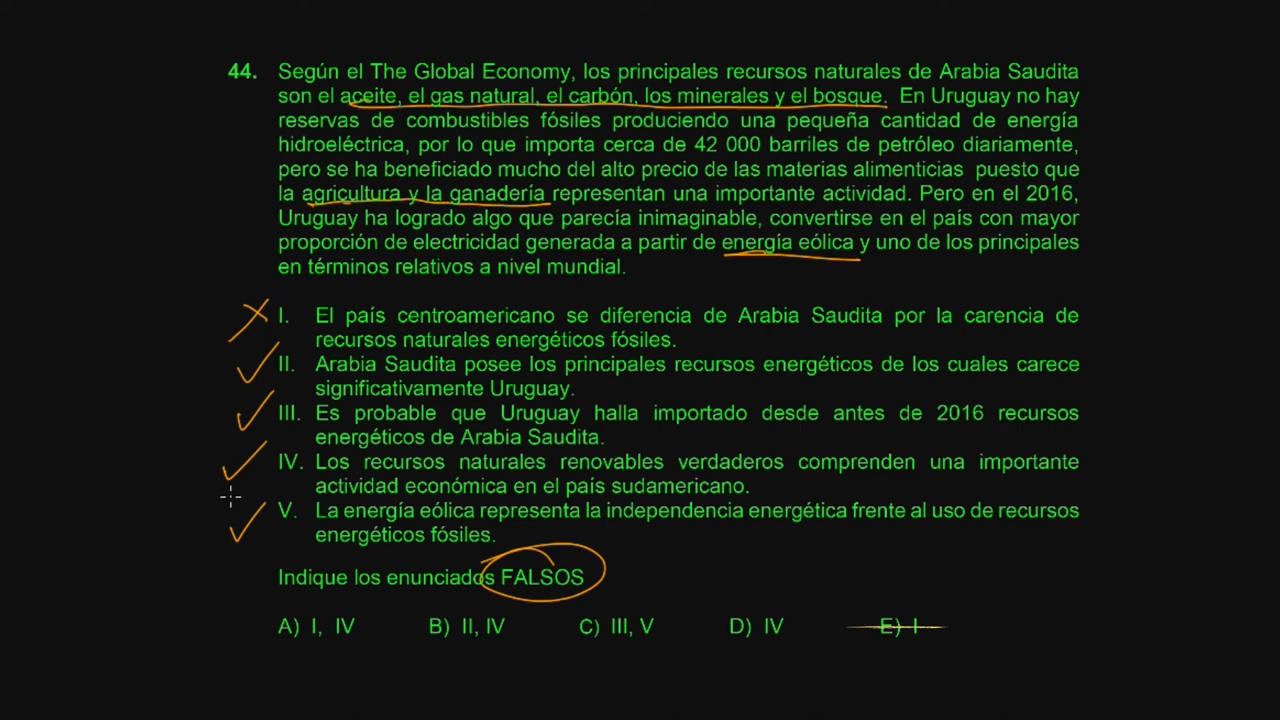 44. Según el The Global Economy, los principales recursos naturales de Arabia Saudita
son el aceite, el gas natural, el carbón, los minerales y el bosque. En Uruguay no hay
reservas de combustibles fósiles produciendo una pequeña cantidad de energía
hidroeléctrica, por lo que importa cerca de 42 000 barriles de petróleo diariamente,
pero se ha beneficiado mucho del alto precio de las materias alimenticias puesto que
la agricultura y la ganadería representan una importante actividad. Pero en el 2016,
Uruguay ha logrado algo que parecía inimaginable, convertirse en el país con mayor
proporción de electricidad generada a partir de energía eólica y uno de los principales
en términos relativos a nivel mundial.
I. El país centroamericano se diferencia de Arabia Saudita por la carencia de
recursos naturales energéticos fósiles.
II. Arabia Saudita posee los principales recursos energéticos de los cuales carece
significativamente Uruguay.
III. Es probable que Uruguay halla importado desde antes de 2016 recursos
energéticos de Arabia Saudita.
IV. Los recursos naturales renovables verdaderos comprenden una importante
actividad económica en el país sudamericano.
V. La energía eólica representa la independencia energética frente al uso de recursos
energéticos fósiles.
Indique los enunciados FALSOS
A) I, IV B) II, IV C) III, V D) IV E) I